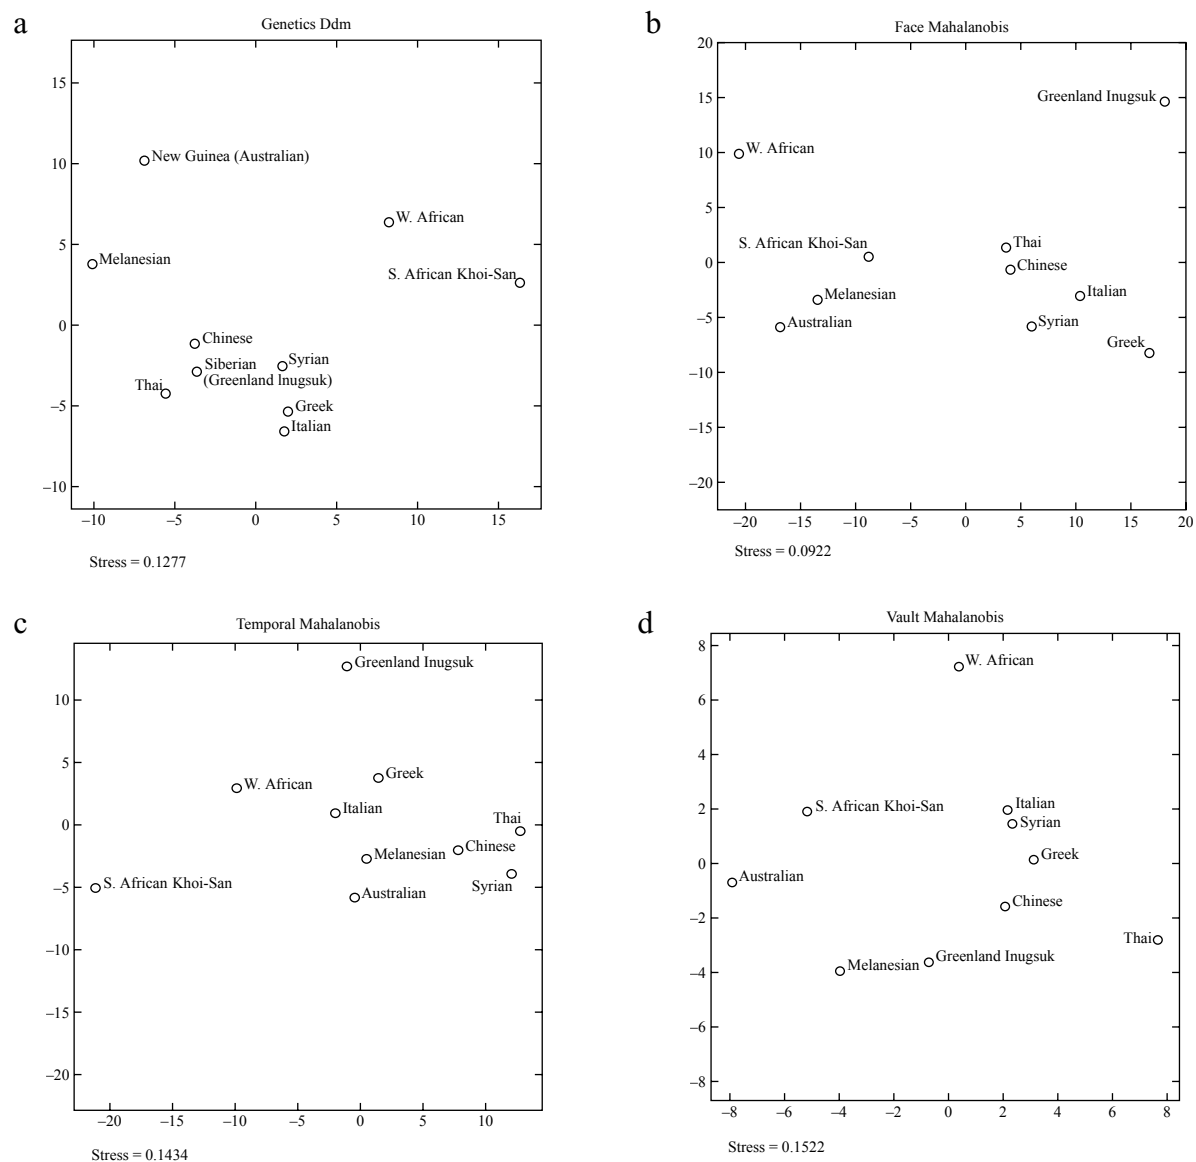 a
Genetics Ddm
15
10
5
0
–5
–10
New Guinea (Australian)
W. African
Melanesian
S. African Khoi-San
Chinese
Siberian
(Greenland lnugsuk)
Syrian
Thai
Greek
Italian
–10 –5 0 5 10 15
Stress = 0.1277
b
Face Mahalanobis
20
15
10
5
0
–5
–10
–15
–20
Greenland Inugsuk
W. African
S. African Khoi-San
Thai
Chinese
Melanesian
Italian
Australian
Syrian
Greek
–20 –15 –10 –5 0 5 10 15 20
Stress = 0.0922
c
Temporal Mahalanobis
10
5
0
–5
–10
–15
–20
Greenland Inugsuk
Greek
W. African
Italian
Thai
Melanesian
Chinese
S. African Khoi-San
Australian
Syrian
–20 –15 –10 –5 0 5 10
Stress = 0.1434
d
Vault Mahalanobis
8
6
4
2
0
–2
–4
–6
–8
W. African
S. African Khoi-San
Italian
Syrian
Greek
Australian
Chinese
Thai
Melanesian
Greenland Inugsuk
–8 –6 –4 –2 0 2 4 6 8
Stress = 0.1522